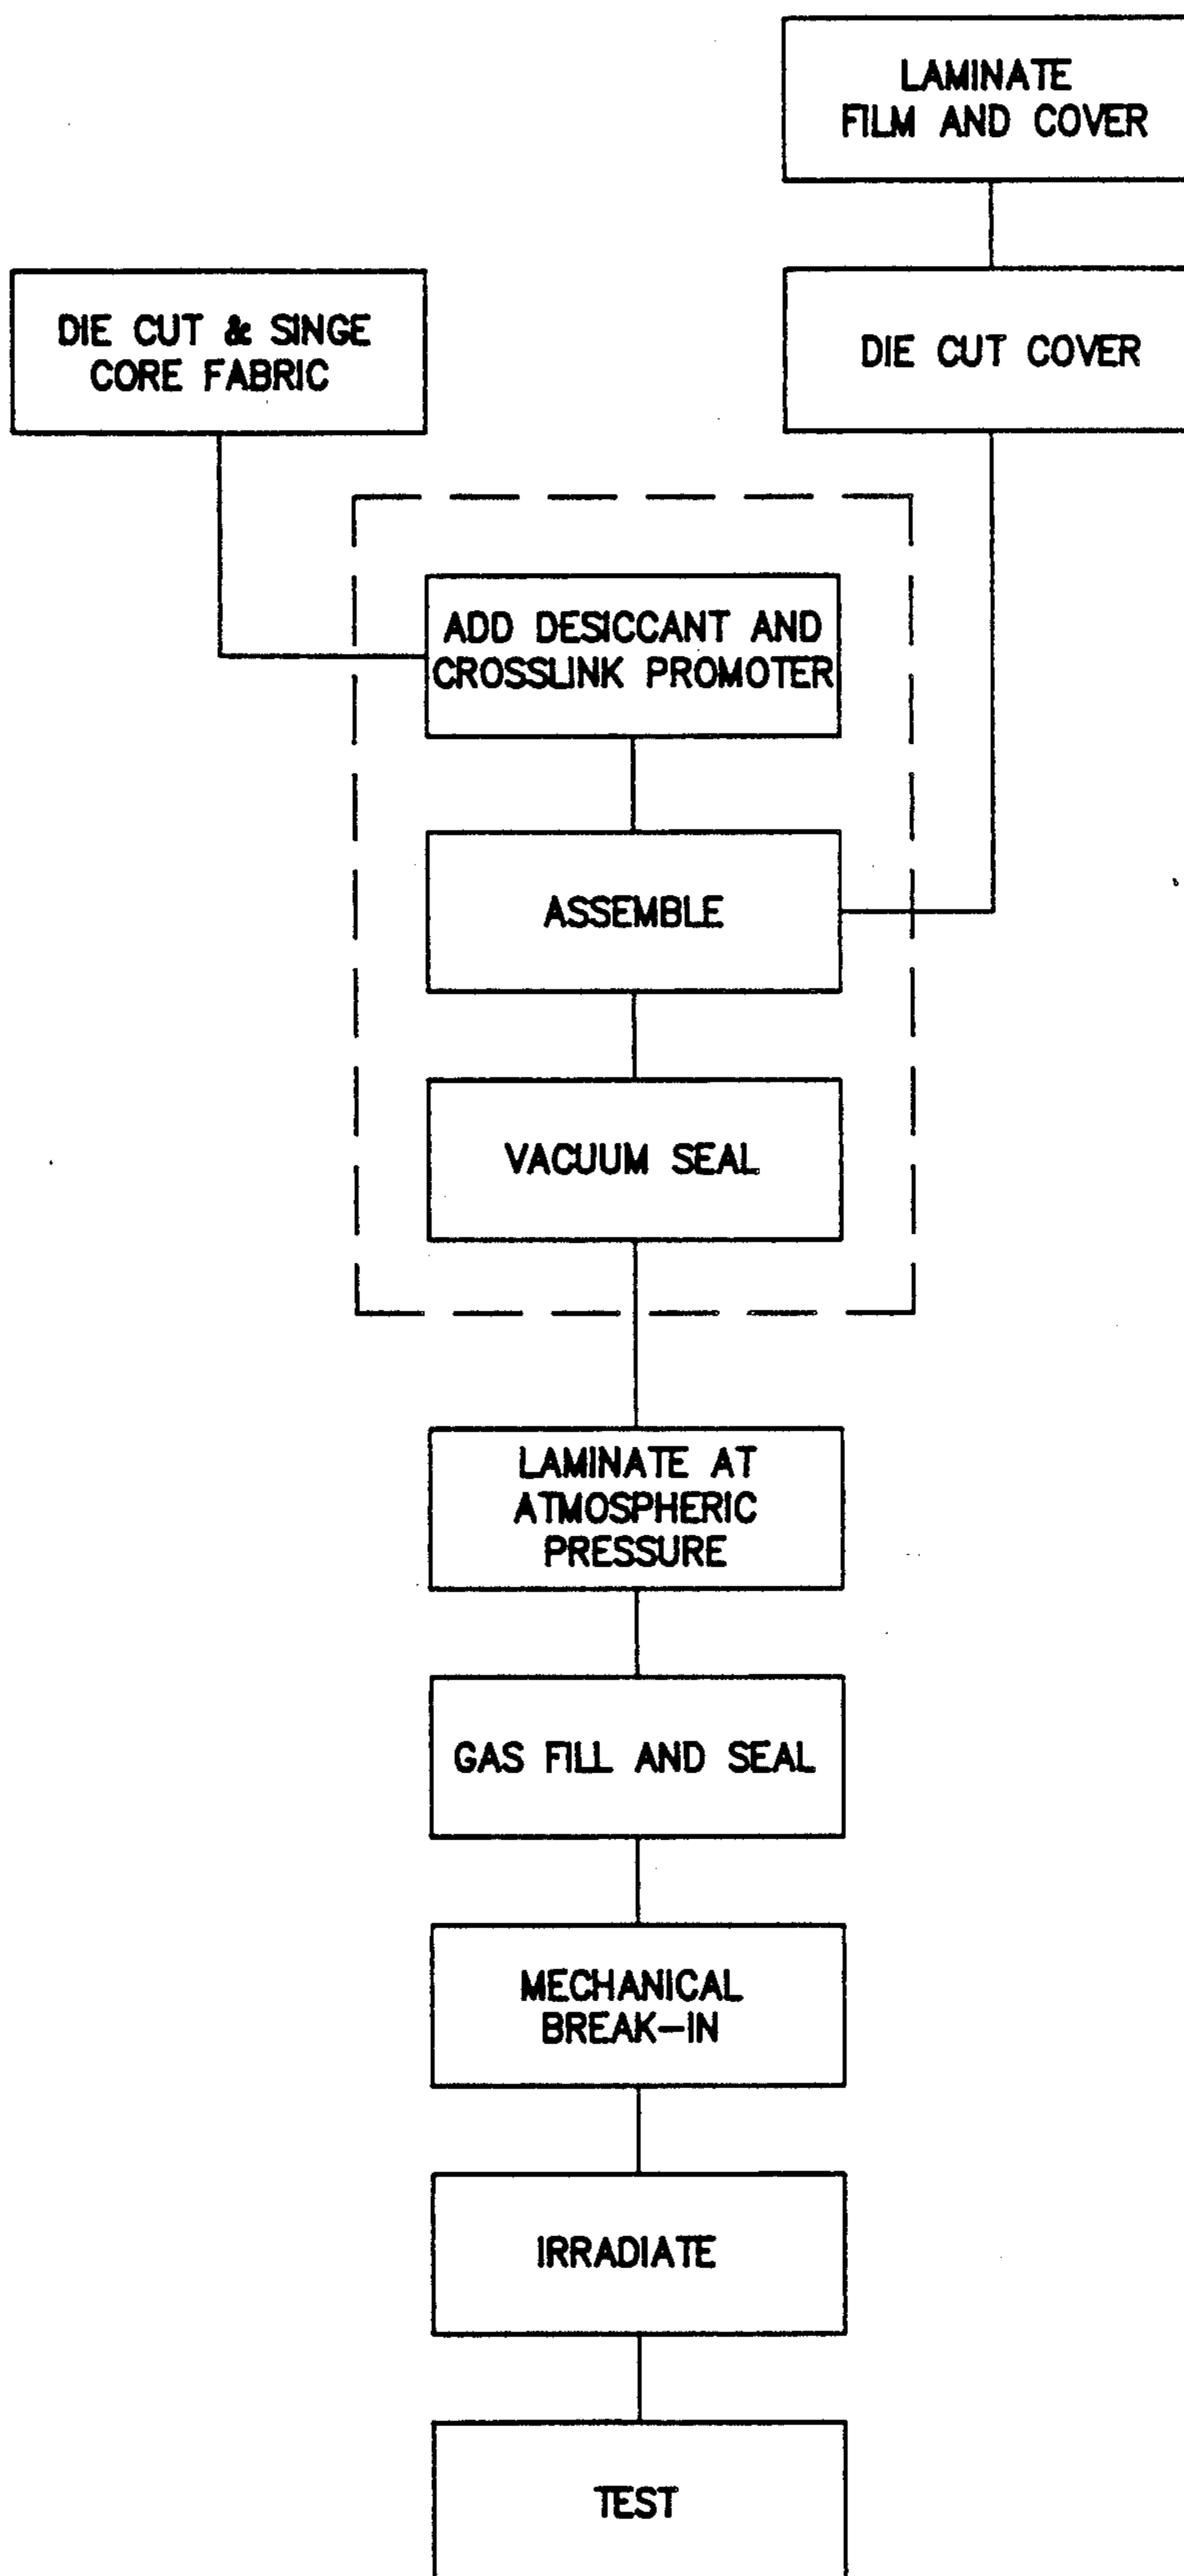 LAMINATE
FILM AND COVER
DIE CUT & SINGE
CORE FABRIC
DIE CUT COVER
ADD DESICCANT AND
CROSSLINK PROMOTER
ASSEMBLE
VACUUM SEAL
LAMINATE AT
ATMOSPHERIC
PRESSURE
GAS FILL AND SEAL
MECHANICAL
BREAK-IN
IRRADIATE
TEST